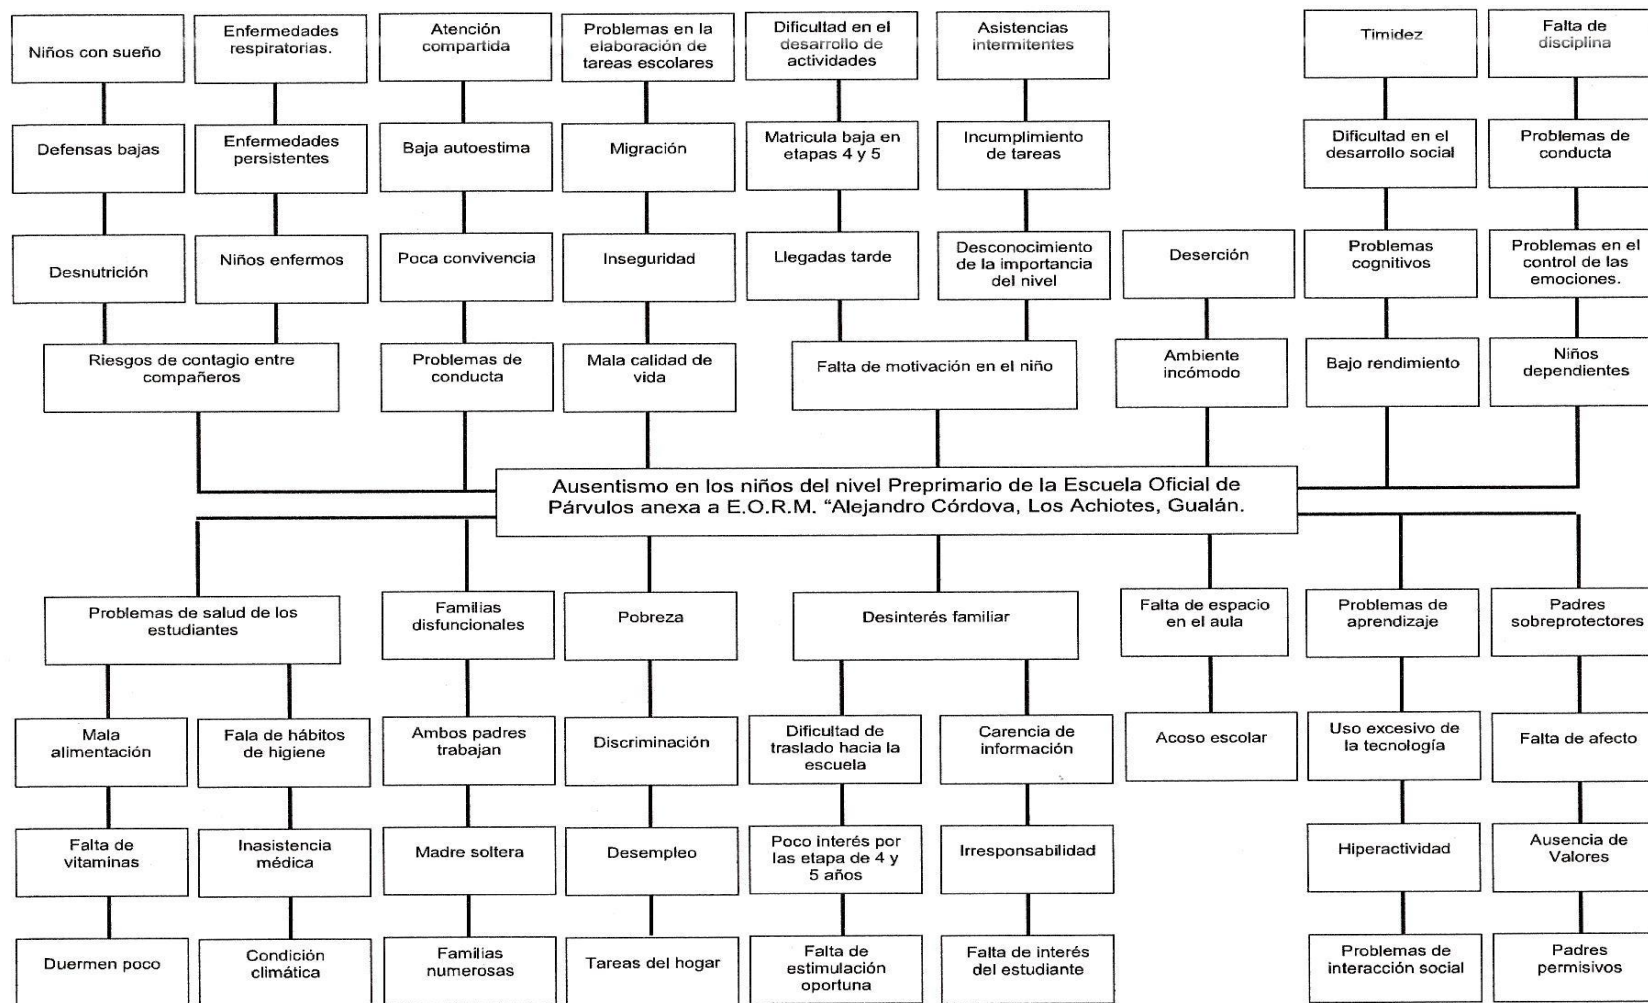 Niños con sueño
Enfermedades
respiratorias.
Atención
compartida
Problemas en la
elaboración de
tareas escolares
Dificultad en el
desarrollo de
actividades
Asistencias
intermitentes
Timidez
Falta de
disciplina
Defensas bajas
Enfermedades
persistentes
Baja autoestima
Migración
Matricula baja en
etapas 4 y 5
Incumplimiento
de tareas
Dificultad en el
desarrollo social
Problemas de
conducta
Desnutrición
Niños enfermos
Poca convivencia
Inseguridad
Llegadas tarde
Desconocimiento
de la importancia
del nivel
Deserción
Problemas
cognitivos
Problemas en el
control de las
emociones.
Riesgos de contagio entre
compañeros
Problemas de
conducta
Mala calidad de
vida
Falta de motivación en el niño
Ambiente
incómodo
Bajo rendimiento
Niños
dependientes
Ausentismo en los niños del nivel Preprimario de la Escuela Oficial de
Párvulos anexa a E.O.R.M. “Alejandro Córdova, Los Achiotes, Gualán.
Problemas de salud de los
estudiantes
Familias
disfuncionales
Pobreza
Desinterés familiar
Falta de espacio
en el aula
Problemas de
aprendizaje
Padres
sobreprotectores
Mala
alimentación
Fala de hábitos
de higiene
Ambos padres
trabajan
Discriminación
Dificultad de
traslado hacia la
escuela
Carencia de
información
Acoso escolar
Uso excesivo de
la tecnología
Falta de afecto
Falta de
vitaminas
Inasistencia
médica
Madre soltera
Desempleo
Poco interés por
las etapa de 4 y
5 años
Irresponsabilidad
Hiperactividad
Ausencia de
Valores
Duermen poco
Condición
climática
Familias
numerosas
Tareas del hogar
Falta de
estimulación
oportuna
Falta de interés
del estudiante
Problemas de
interacción social
Padres
permisivos